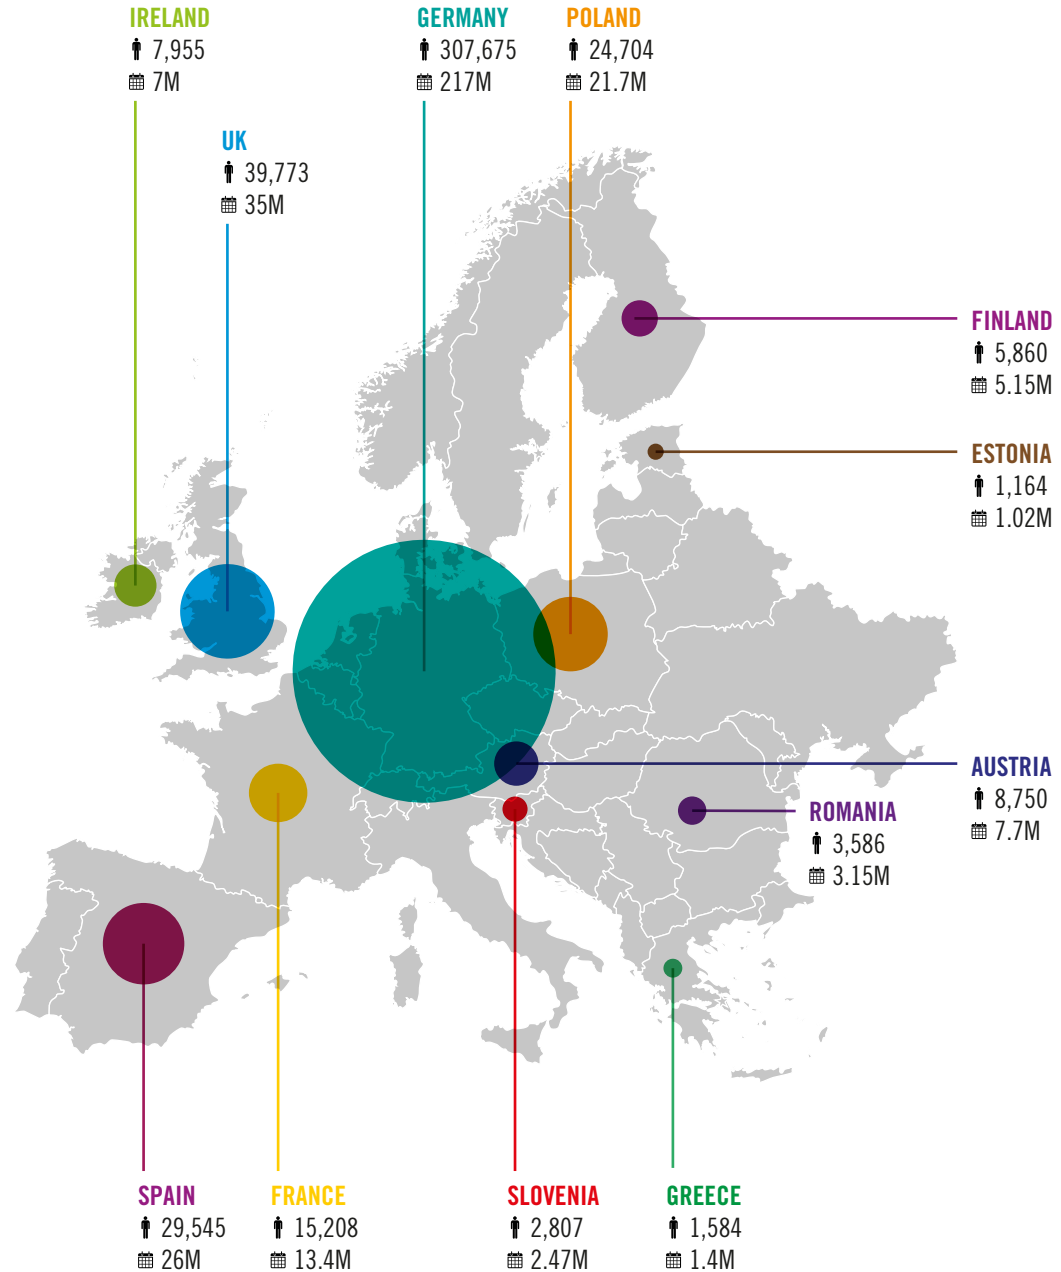 IRELAND
7,955
7M
GERMANY
307,675
217M
POLAND
24,704
21.7M
UK
39,773
35M
FINLAND
5,860
5.15M
ESTONIA
1,164
1.02M
AUSTRIA
8,750
7.7M
ROMANIA
3,586
3.15M
SPAIN
29,545
26M
FRANCE
15,208
13.4M
SLOVENIA
2,807
2.47M
GREECE
1,584
1.4M